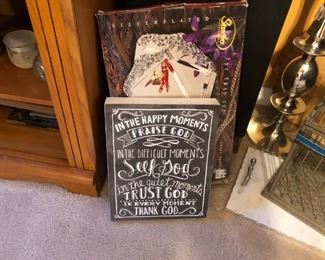 IN THE HAPPY MOMENTS
PRAISE GOD
IN THE DIFFICULT MOMENTS
Seek God
in the quiet moments
TRUST GOD
IN EVERY MOMENT
THANK GOD